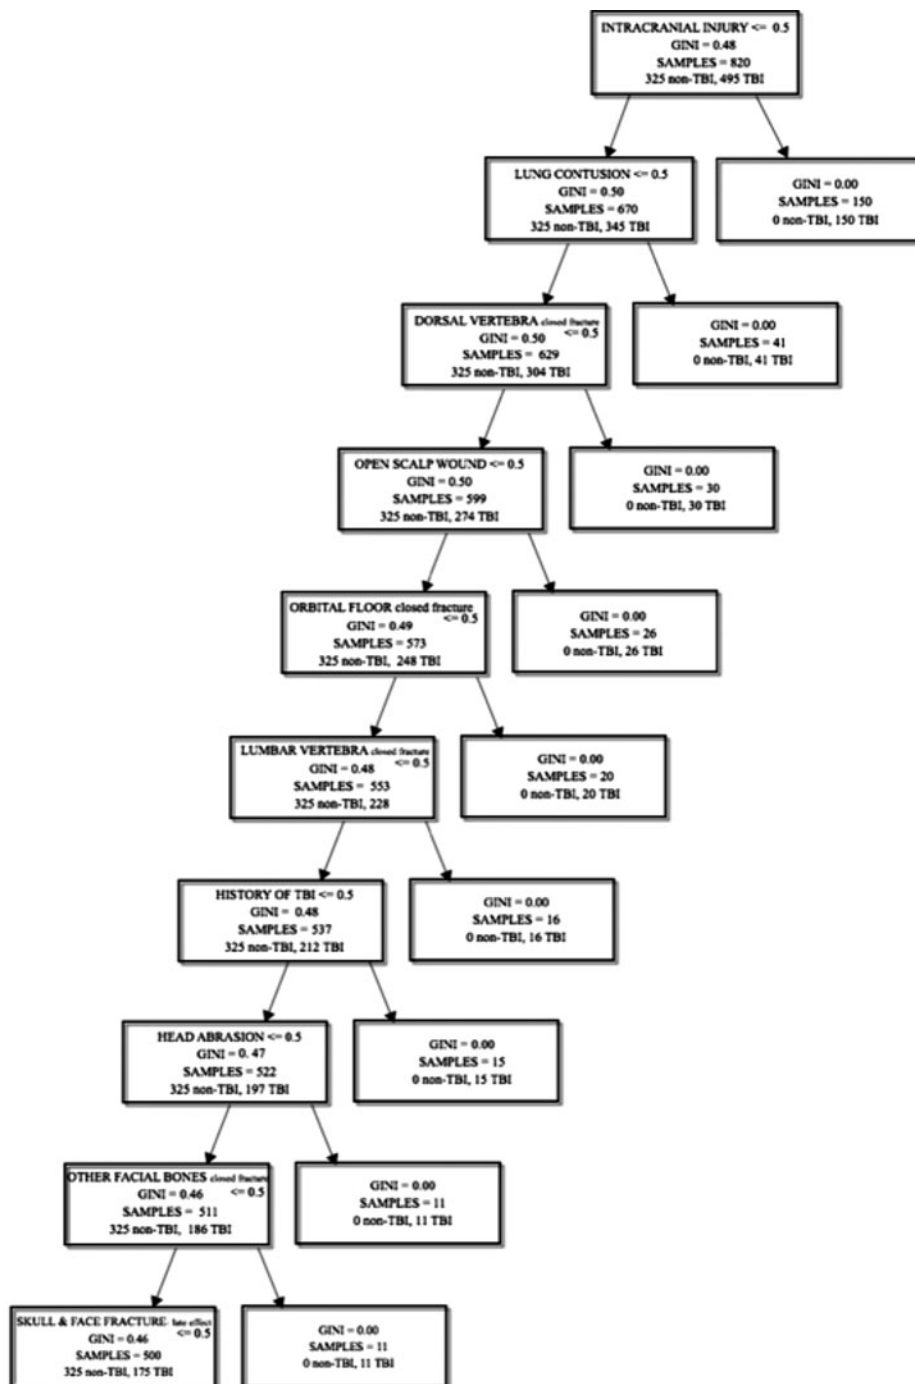 INTRACRANIAL INJURY <= 0.5
GINI = 0.48
SAMPLES = 820
325 non-TBI, 495 TBI
LUNG CONTUSION <= 0.5
GINI = 0.50
SAMPLES = 670
325 non-TBI, 345 TBI
GINI = 0.00
SAMPLES = 150
0 non-TBI, 150 TBI
DORSAL VERTEBRA closed fracture
<= 0.5
GINI = 0.50
SAMPLES = 629
325 non-TBI, 304 TBI
GINI = 0.00
SAMPLES = 41
0 non-TBI, 41 TBI
OPEN SCALP WOUND <= 0.5
GINI = 0.50
SAMPLES = 599
325 non-TBI, 274 TBI
GINI = 0.00
SAMPLES = 30
0 non-TBI, 30 TBI
ORBITAL FLOOR closed fracture
<= 0.5
GINI = 0.49
SAMPLES = 573
325 non-TBI, 248 TBI
GINI = 0.00
SAMPLES = 26
0 non-TBI, 26 TBI
LUMBAR VERTEBRA closed fracture
<= 0.5
GINI = 0.48
SAMPLES = 553
325 non-TBI, 228
GINI = 0.00
SAMPLES = 20
0 non-TBI, 20 TBI
HISTORY OF TBI <= 0.5
GINI = 0.48
SAMPLES = 537
325 non-TBI, 212 TBI
GINI = 0.00
SAMPLES = 16
0 non-TBI, 16 TBI
HEAD ABRASION <= 0.5
GINI = 0. 47
SAMPLES = 522
325 non-TBI, 197 TBI
GINI = 0.00
SAMPLES = 15
0 non-TBI, 15 TBI
OTHER FACIAL BONES closed fracture
<= 0.5
GINI = 0.46
SAMPLES = 511
325 non-TBI, 186 TBI
GINI = 0.00
SAMPLES = 11
0 non-TBI, 11 TBI
SKULL & FACE FRACTURE- late effect
<= 0.5
GINI = 0.46
SAMPLES = 500
325 non-TBI, 175 TBI
GINI = 0.00
SAMPLES = 11
0 non-TBI, 11 TBI